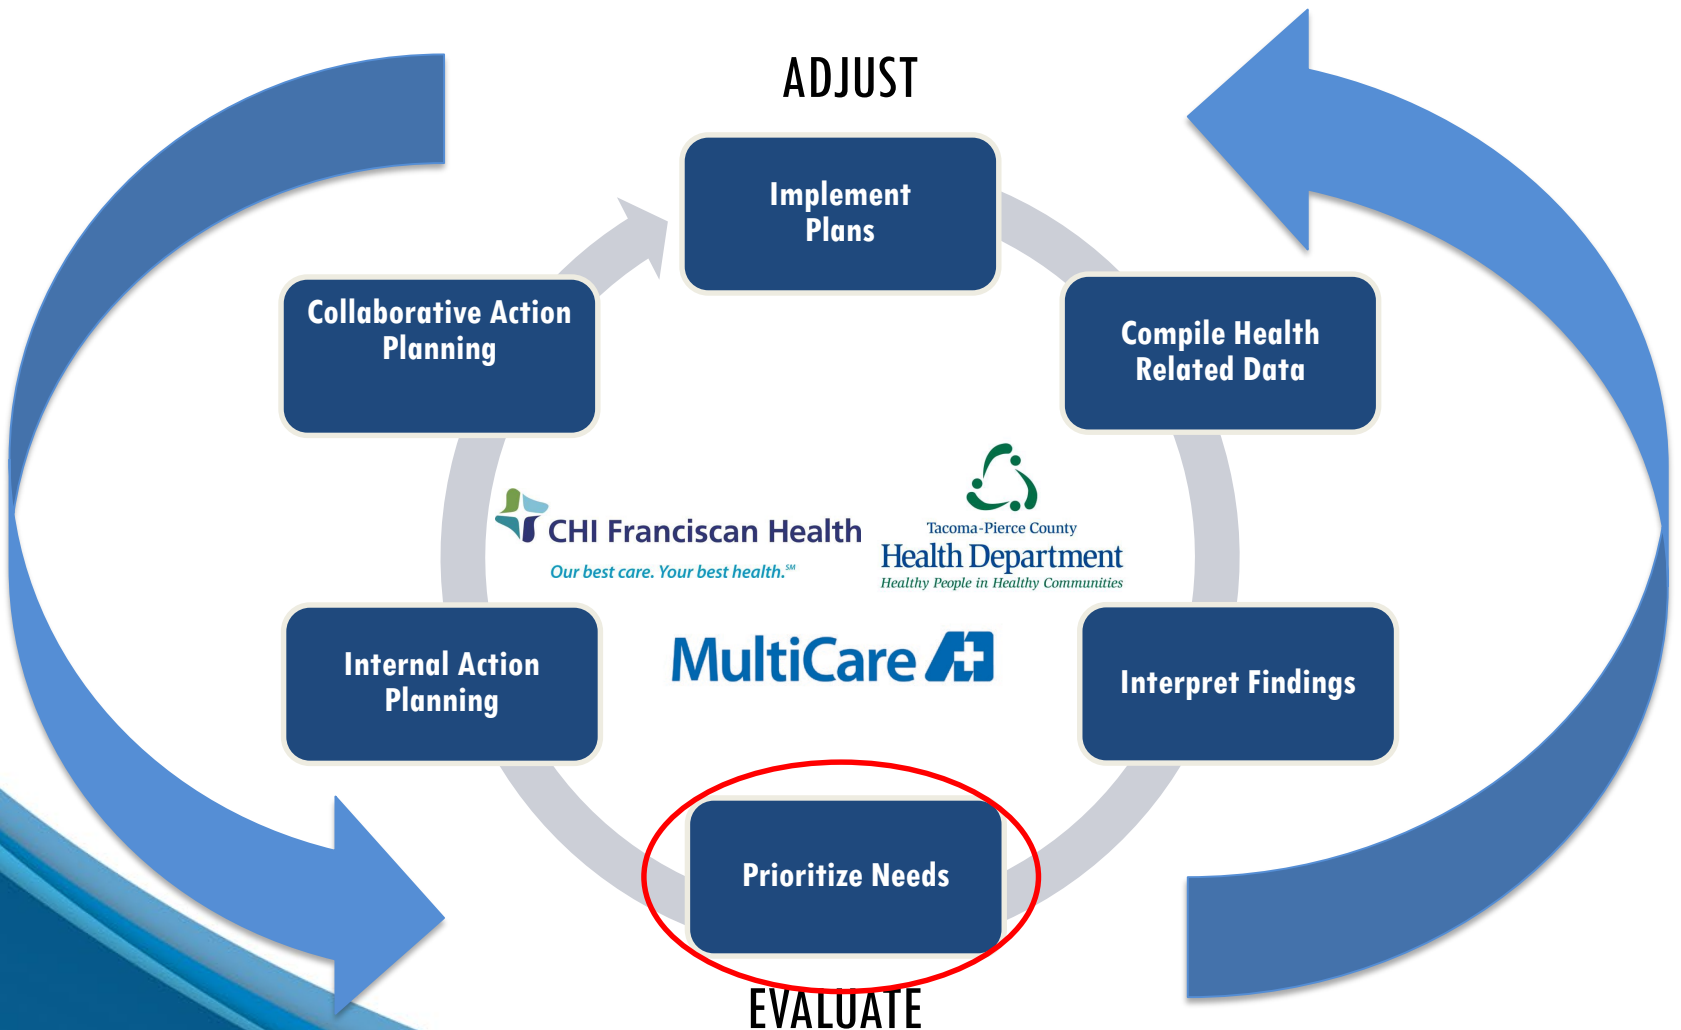 ADJUST
Implement
Plans
Collaborative Action
Planning
Compile Health
Related Data
CHI Franciscan Health
Our best care. Your best health.℠
Tacoma-Pierce County
Health Department
Healthy People in Healthy Communities
MultiCare
Internal Action
Planning
Interpret Findings
Prioritize Needs
EVALUATE